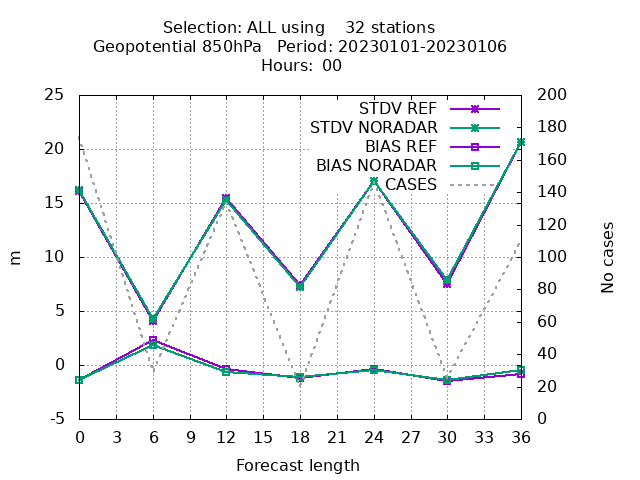 Selection: ALL using    32 stations
Geopotential 850hPa   Period: 20230101-20230106
Hours: 00
25
20
15
10
5
0
-5
m
STDV REF
STDV NORADAR
BIAS REF
BIAS NORADAR
CASES
200
180
160
140
120
100
80
60
40
20
0
No cases
0 3 6 9 12 15 18 21 24 27 30 33 36
Forecast length